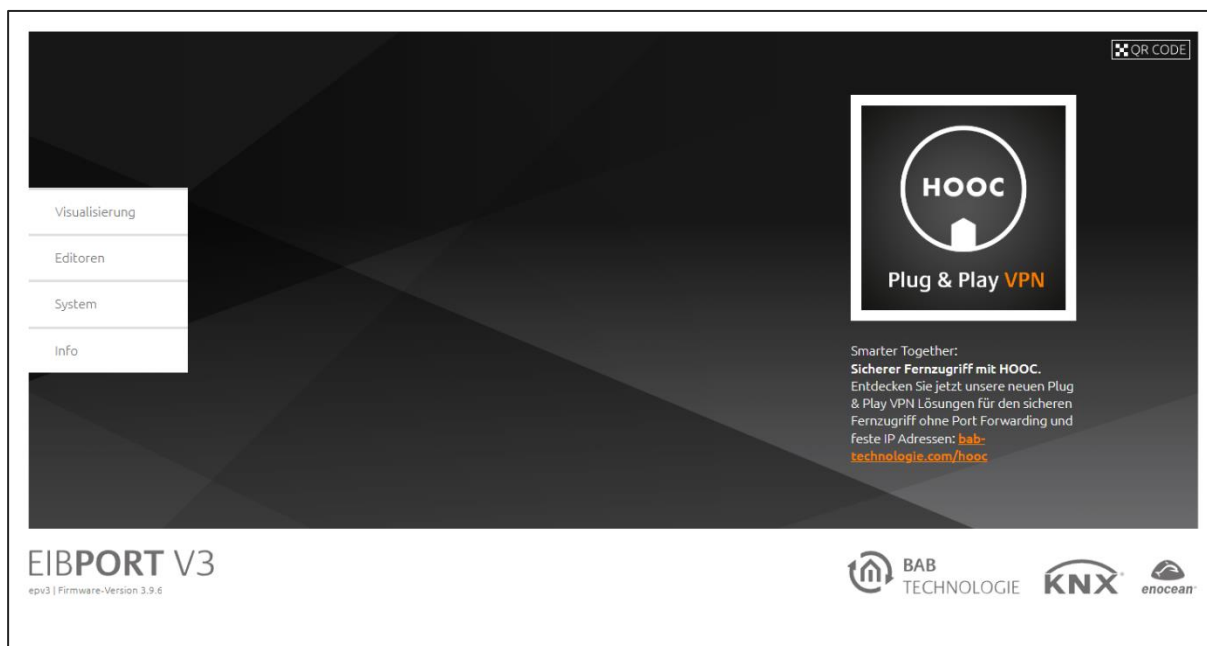 QR CODE
Visualisierung
Editoren
System
Info
HOOC
Plug & Play VPN
Smarter Together:
Sicherer Fernzugriff mit HOOC.
Entdecken Sie jetzt unsere neuen Plug
& Play VPN Lösungen für den sicheren
Fernzugriff ohne Port Forwarding und
feste IP Adressen: bab-
technologie.com/hooc
EIBPORT V3
epv3 | Firmware-Version 3.9.6
BAB
TECHNOLOGIE
KNX®
enocean®